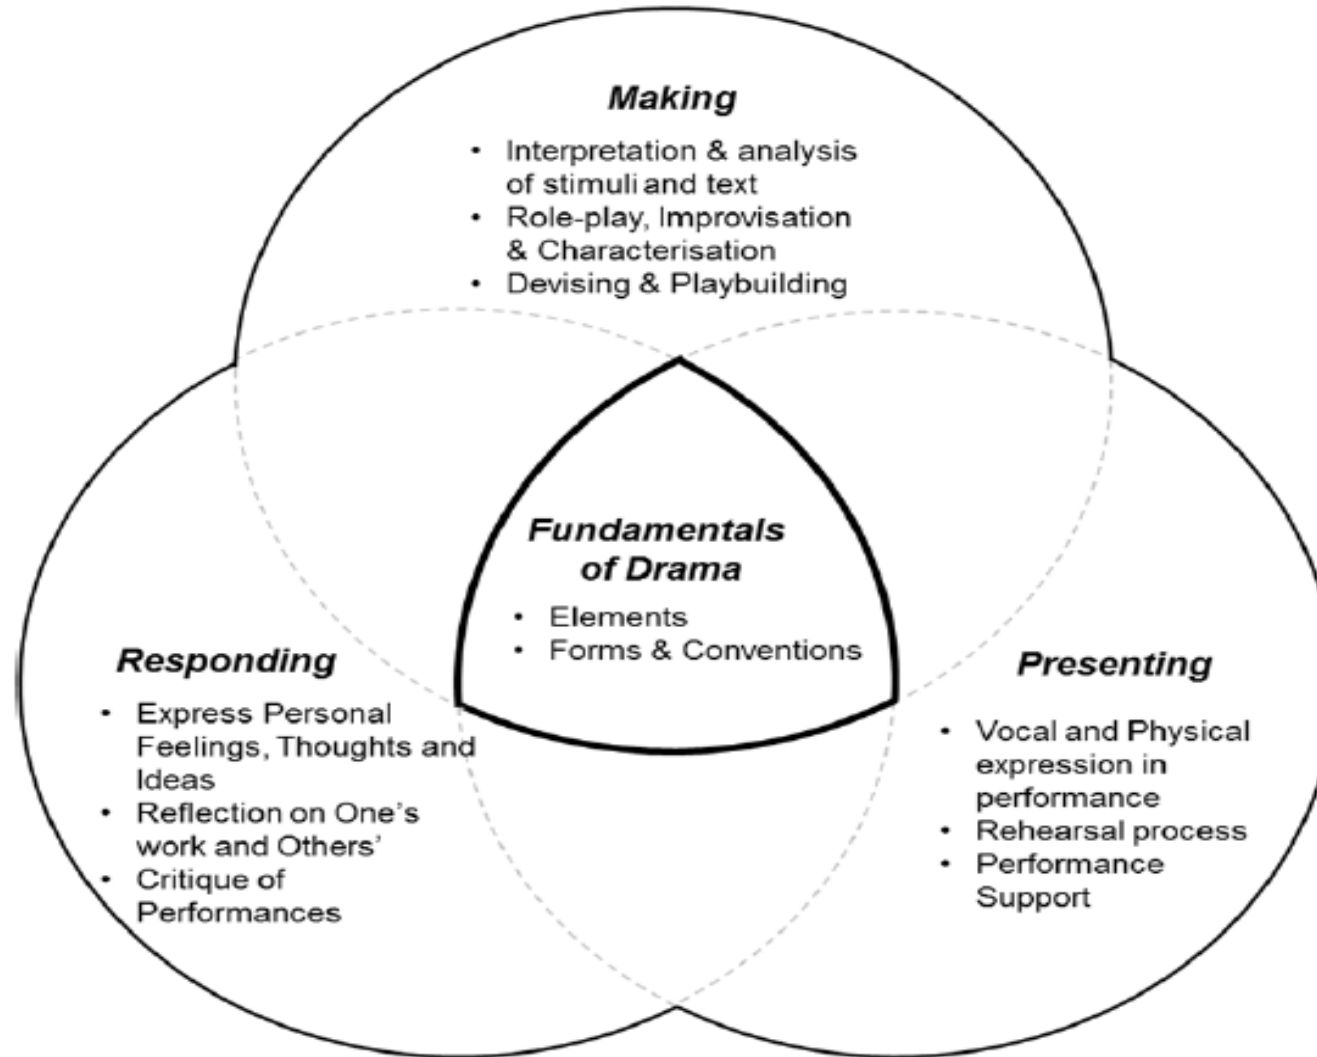 Making
• Interpretation & analysis
of stimuli and text
• Role-play, Improvisation
& Characterisation
• Devising & Playbuilding
Fundamentals
of Drama
• Elements
• Forms & Conventions
Responding
• Express Personal
Feelings, Thoughts and
Ideas
• Reflection on One's
work and Others'
• Critique of
Performances
Presenting
• Vocal and Physical
expression in
performance
• Rehearsal process
• Performance
Support